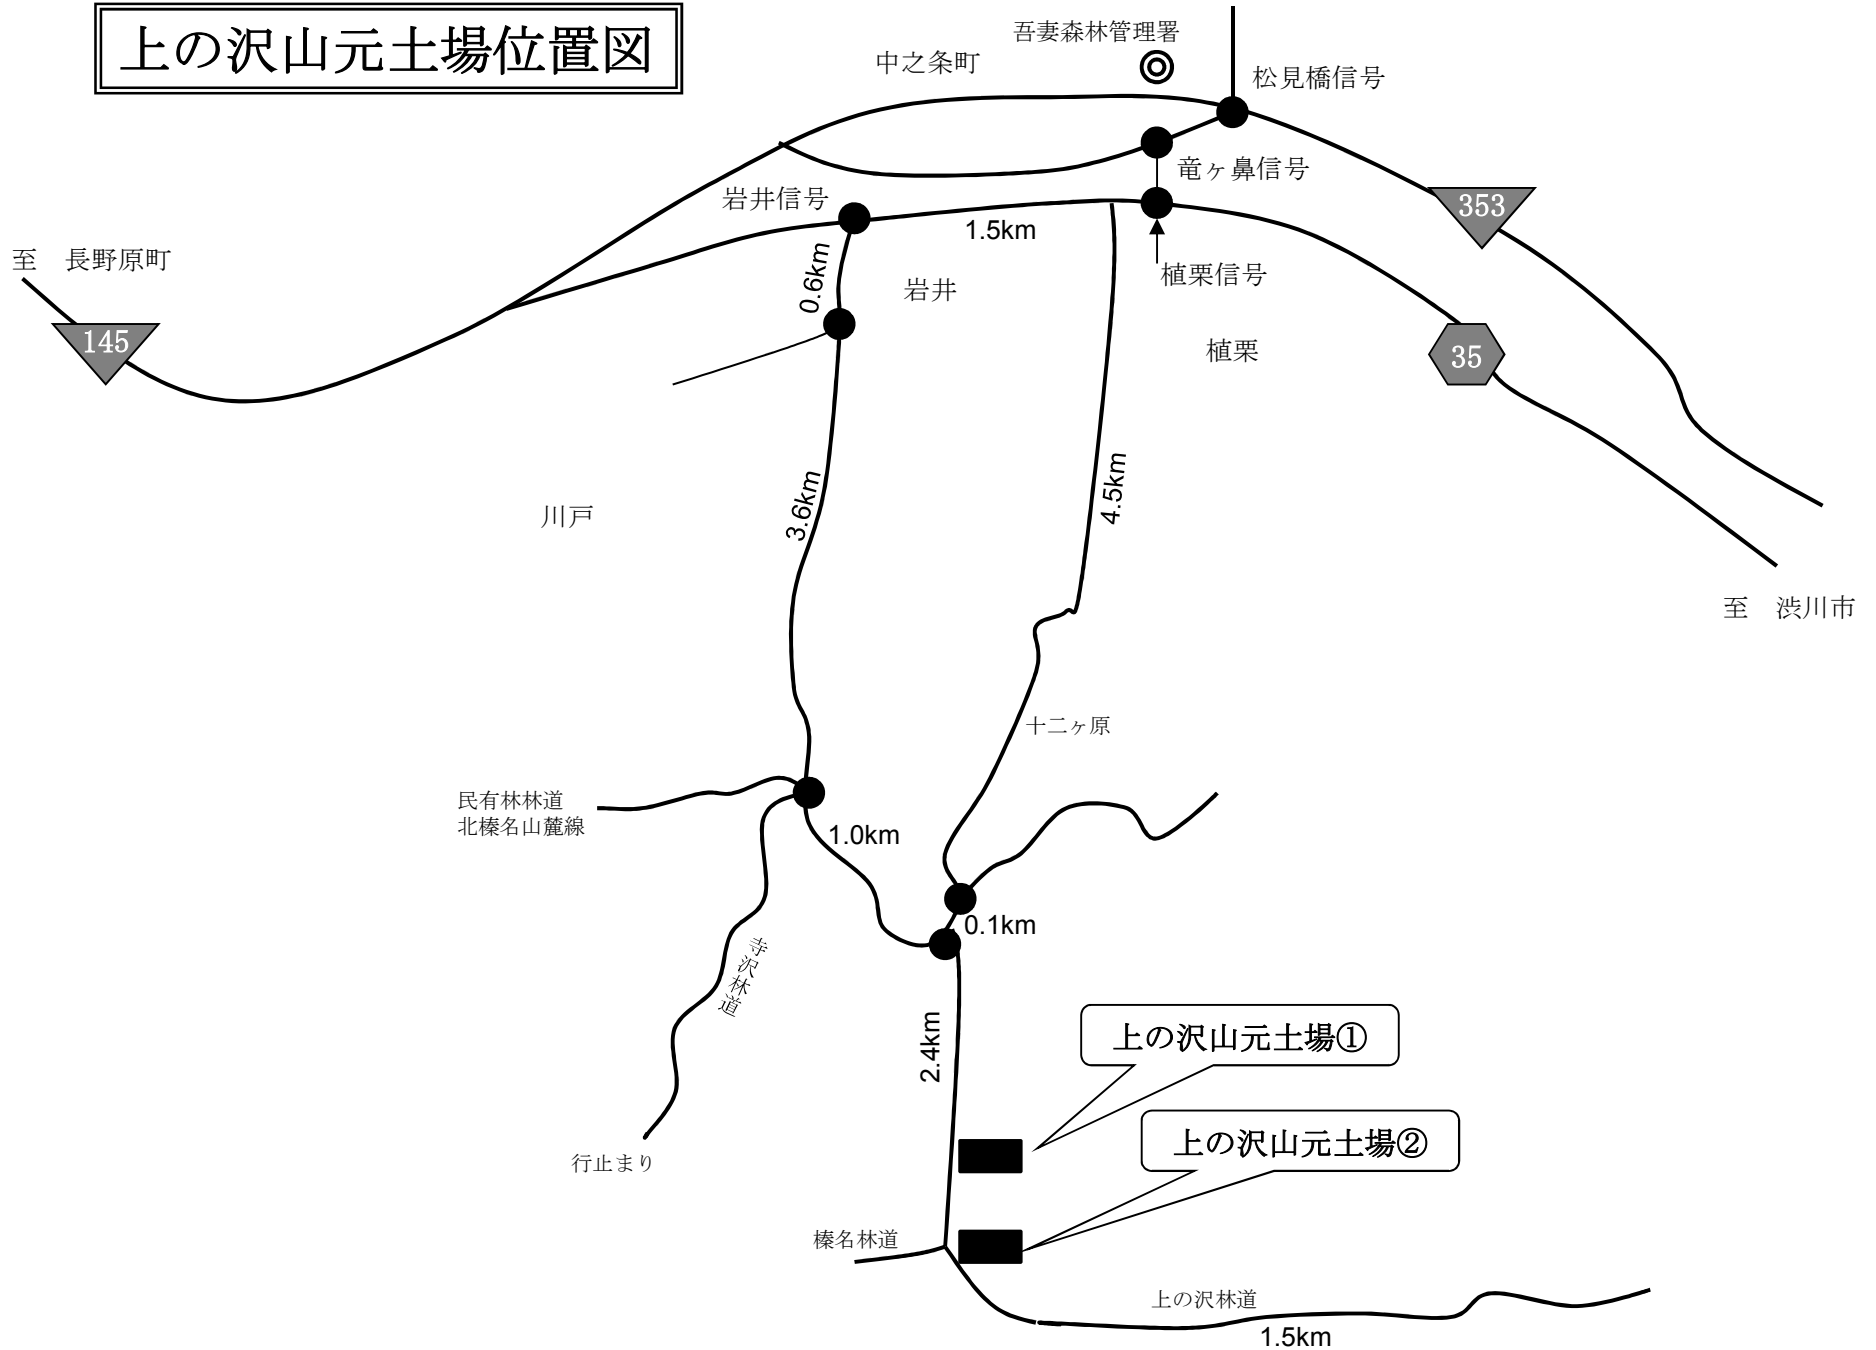 上の沢山元土場位置図
吾妻森林管理署
中之条町
松見橋信号
竜ヶ鼻信号
岩井信号
353
1.5km
至　長野原町
0.6km
植栗信号
岩井
145
植栗
35
3.6km
4.5km
川戸
至　渋川市
十二ヶ原
民有林林道
北榛名山麓線
1.0km
0.1km
寺沢林道
2.4km
上の沢山元土場①
上の沢山元土場②
行止まり
榛名林道
上の沢林道
1.5km